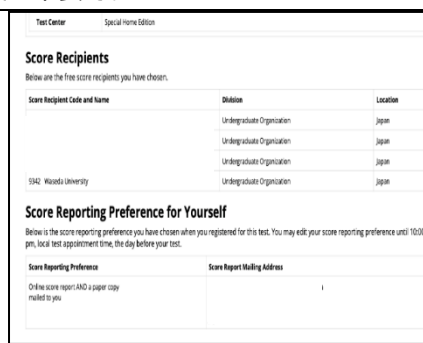 Test Center Special Home Edition
Score Recipients
Below are the free score recipients you have chosen.
Score Recipient Code and Name Division Location
Undergraduate Organization Japan
Undergraduate Organization Japan
Undergraduate Organization Japan
9342 Waseda University Undergraduate Organization Japan
Score Reporting Preference for Yourself
Below is the score reporting preference you have chosen when you registered for this test. You may edit your score reporting preference until 10:00
pm, local test appointment time, the day before your test.
Score Reporting Preference Score Report Mailing Address
Online score report AND a paper copy
mailed to you